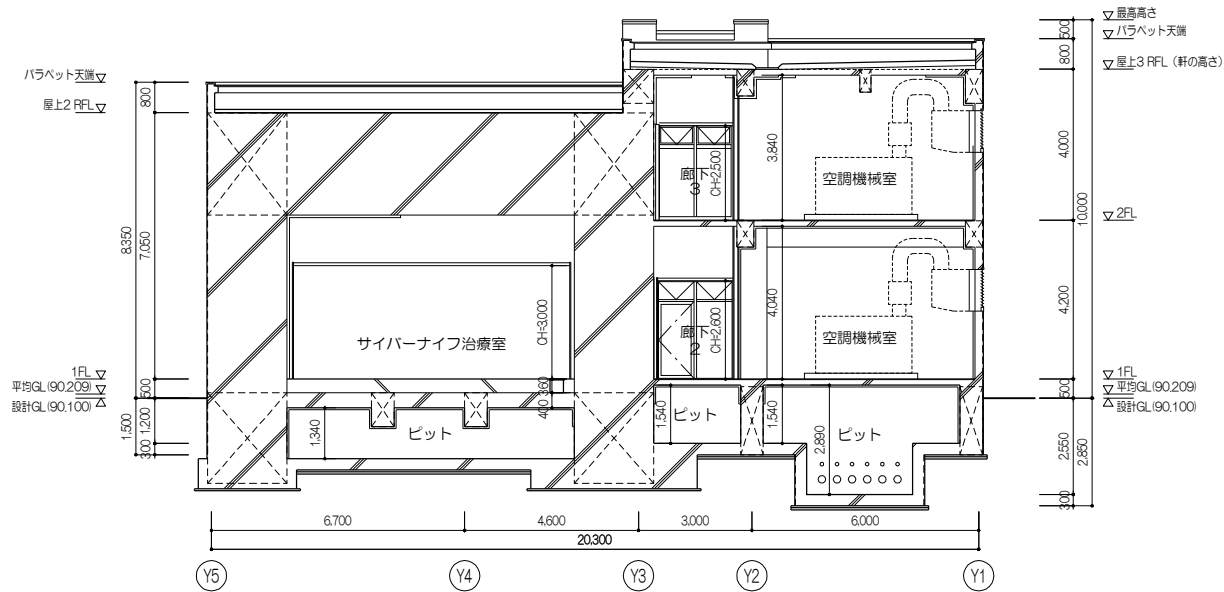 最高高さ
パラペット天端
屋上3 RFL（軒の高さ）
パラペット天端
屋上2 RFL
500
800
800
4,000
10,000
2FL
4,200
8,350
7,050
廊下
3
CH=2,500
3,840
空調機械室
サイバーナイフ治療室
CH=3,000
廊下
2
CH=2,600
4,040
空調機械室
1FL
平均GL(90,209)
設計GL(90,100)
1FL
平均GL(90,209)
設計GL(90,100)
500
1,200
300
1,500
400
360
1,340
ピット
1,540
ピット
1,540
2,890
ピット
500
2,550
2,850
300
6,700
4,600
3,000
6,000
20,300
Y5
Y4
Y3
Y2
Y1